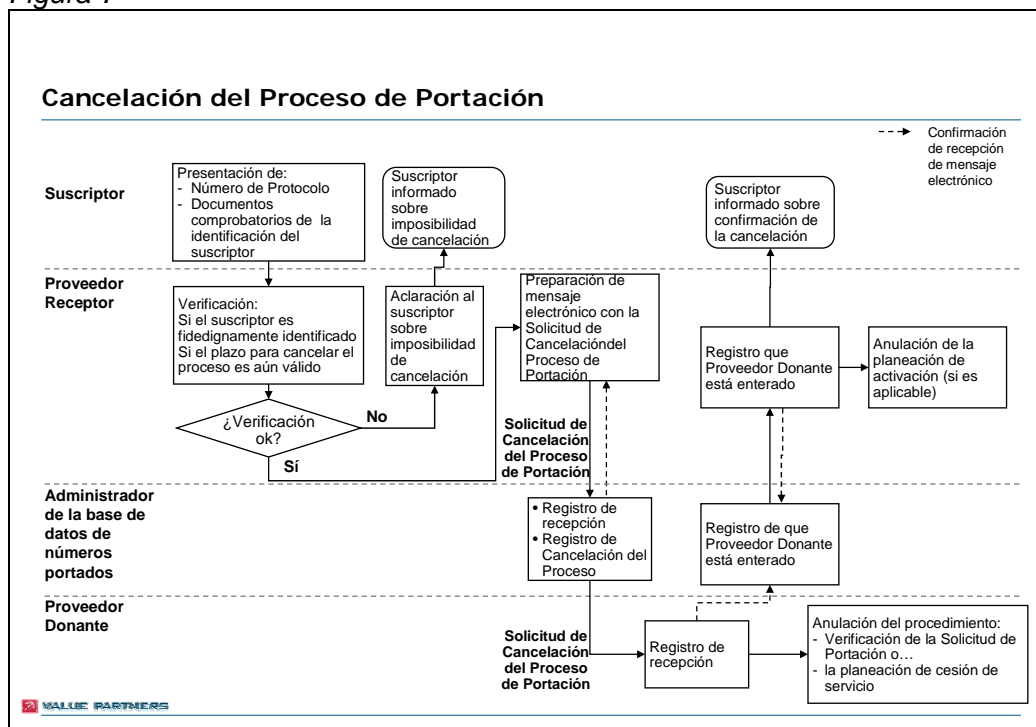 Cancelación del Proceso de Portación
Confirmación
de recepción
de mensaje
electrónico
Suscriptor
Presentación de:
- Número de Protocolo
- Documentos
comprobatorios de la
identificación del
suscriptor
Suscriptor
informado
sobre
imposibilidad
de cancelación
Suscriptor
informado sobre
confirmación de
la cancelación
Proveedor
Receptor
Verificación:
Si el suscriptor es
fidedignamente identificado
Si el plazo para cancelar el
proceso es aún válido
Aclaración al
suscriptor
sobre
imposibilidad
de
cancelación
Preparación de
mensaje
electrónico con la
Solicitud de
Cancelacióndel
Proceso de
Portación
Registro que
Proveedor Donante
está enterado
Anulación de la
planeación de
activación (si es
aplicable)
¿Verificación
ok?
No
Sí
Solicitud de
Cancelación
del Proceso
de Portación
Administrador
de la base de
datos de
números
portados
• Registro de
recepción
• Registro de
Cancelación del
Proceso
Registro de que
Proveedor Donante
está enterado
Proveedor
Donante
Solicitud de
Cancelación
del Proceso
de Portación
Registro de
recepción
Anulación del procedimiento:
- Verificación de la Solicitud de
Portación o…
- la planeación de cesión de
servicio
VALUE PARTNERS